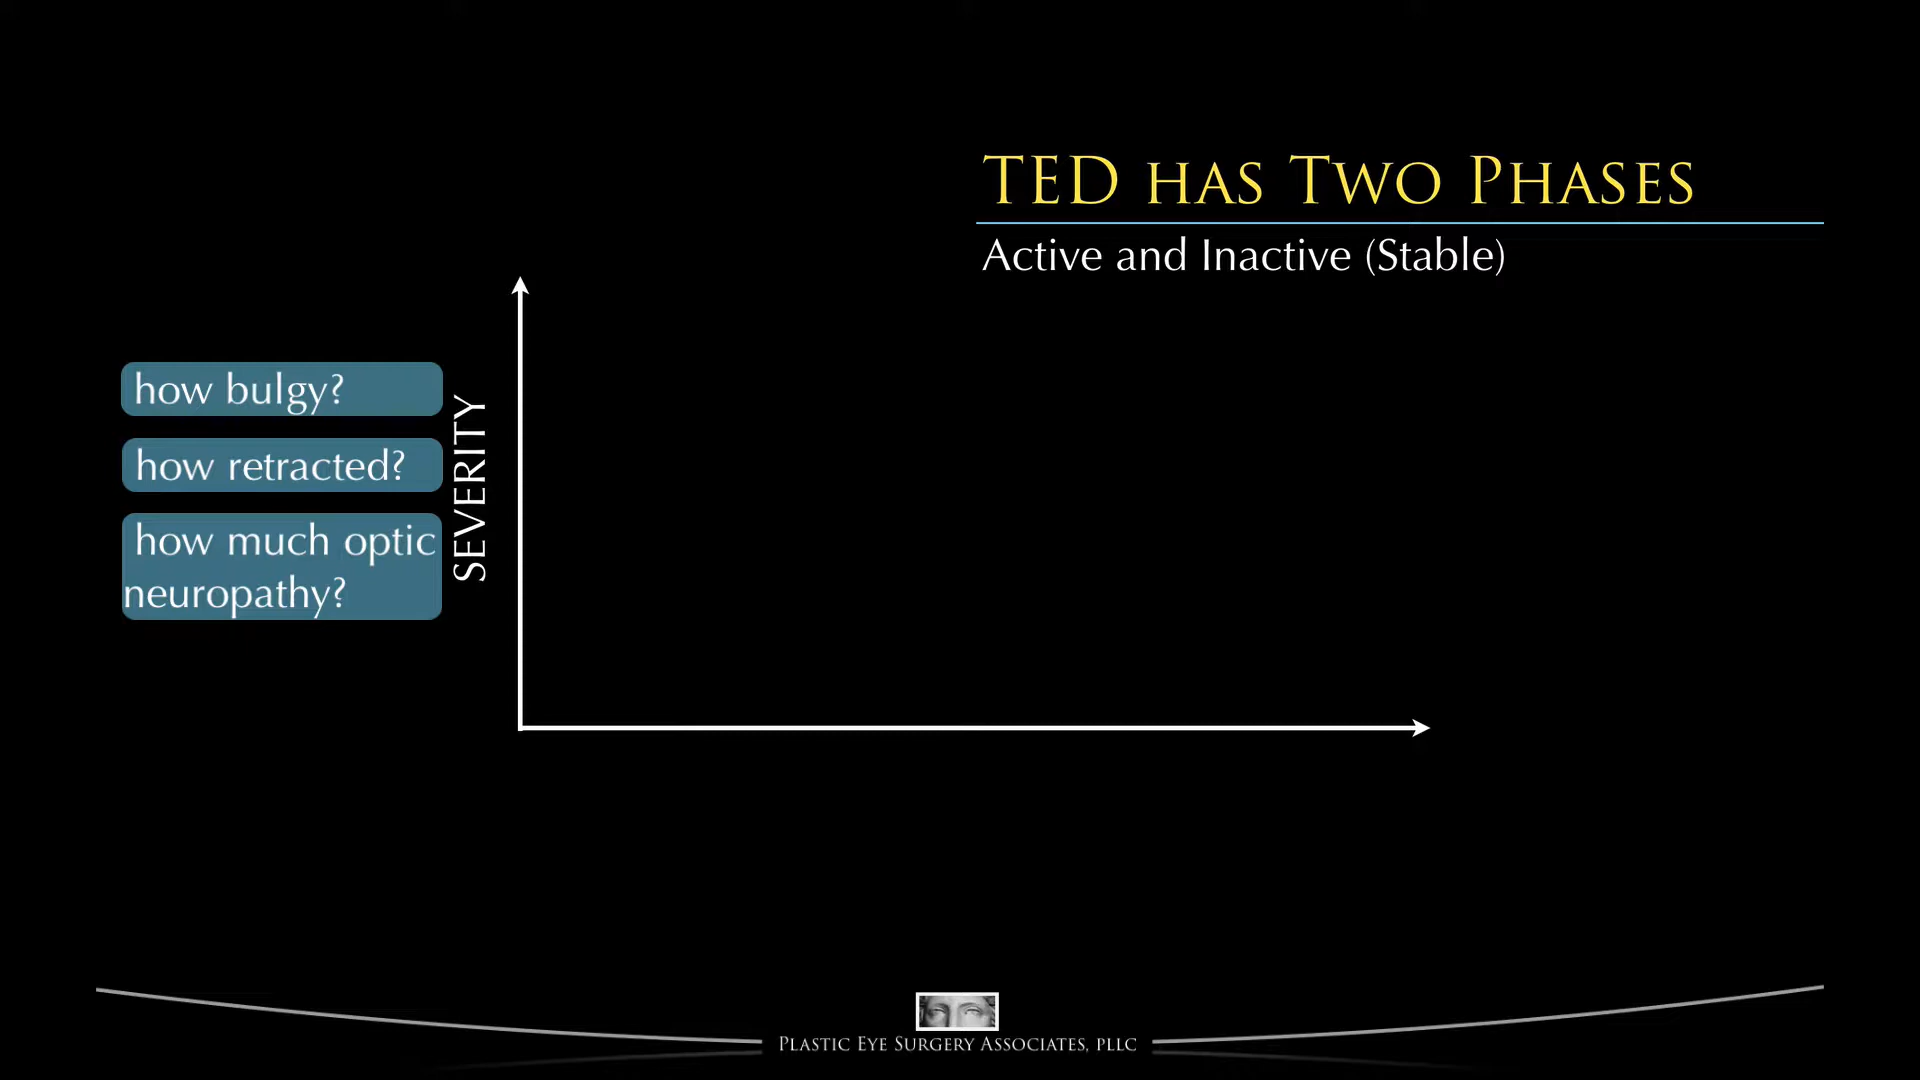 TED HAS TWO PHASES
Active and Inactive (Stable)
how bulgy?
how retracted?
how much optic
neuropathy?
SEVERITY
PLASTIC EYE SURGERY ASSOCIATES, PLLC